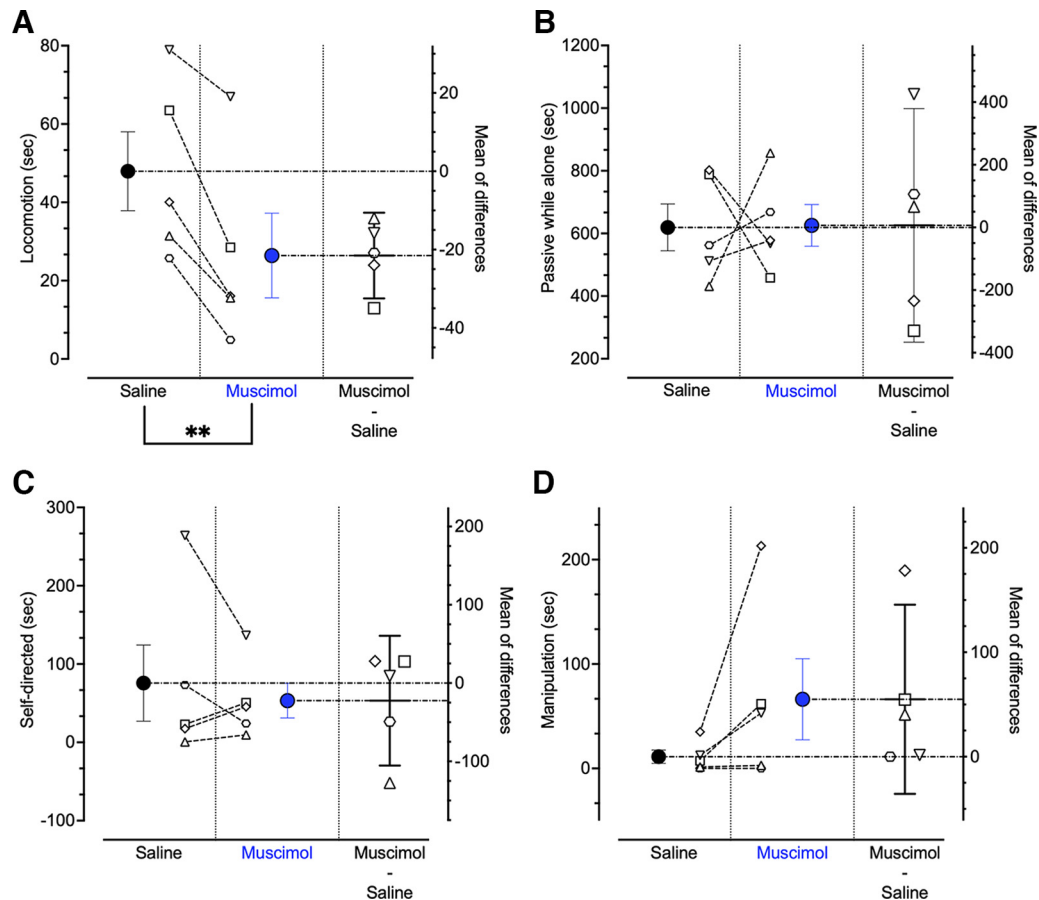 A
Locomotion (sec)
80
60
40
20
0
20
0
-20
-40
Mean of differences
Saline
Muscimol
Muscimol
-
Saline
**
B
Passive while alone (sec)
1200
1000
800
600
400
200
400
200
0
-200
-400
Mean of differences
Saline
Muscimol
Muscimol
-
Saline
C
Self-directed (sec)
300
200
100
0
-100
200
100
0
-100
Mean of differences
Saline
Muscimol
Muscimol
-
Saline
D
Manipulation (sec)
200
100
0
200
100
0
Mean of differences
Saline
Muscimol
Muscimol
-
Saline